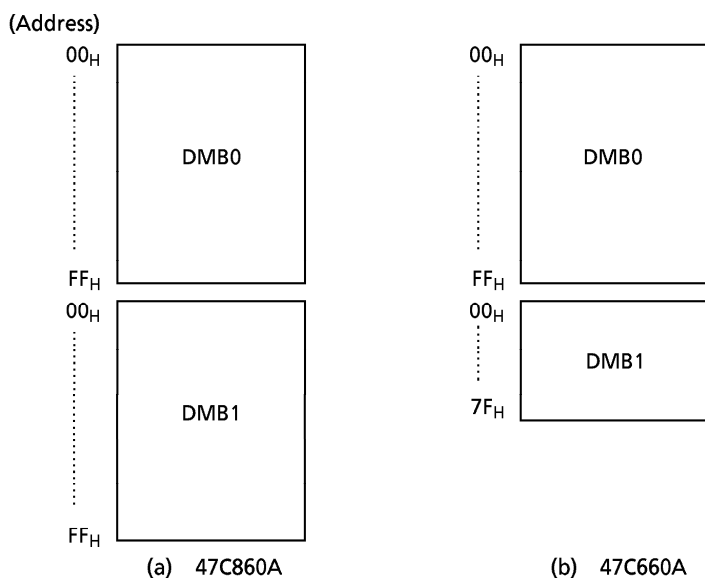 (Address)
00H
DMB0
FFH
00H
DMB1
FFH
(a) 47C860A
00H
DMB0
FFH
00H
DMB1
7FH
(b) 47C660A